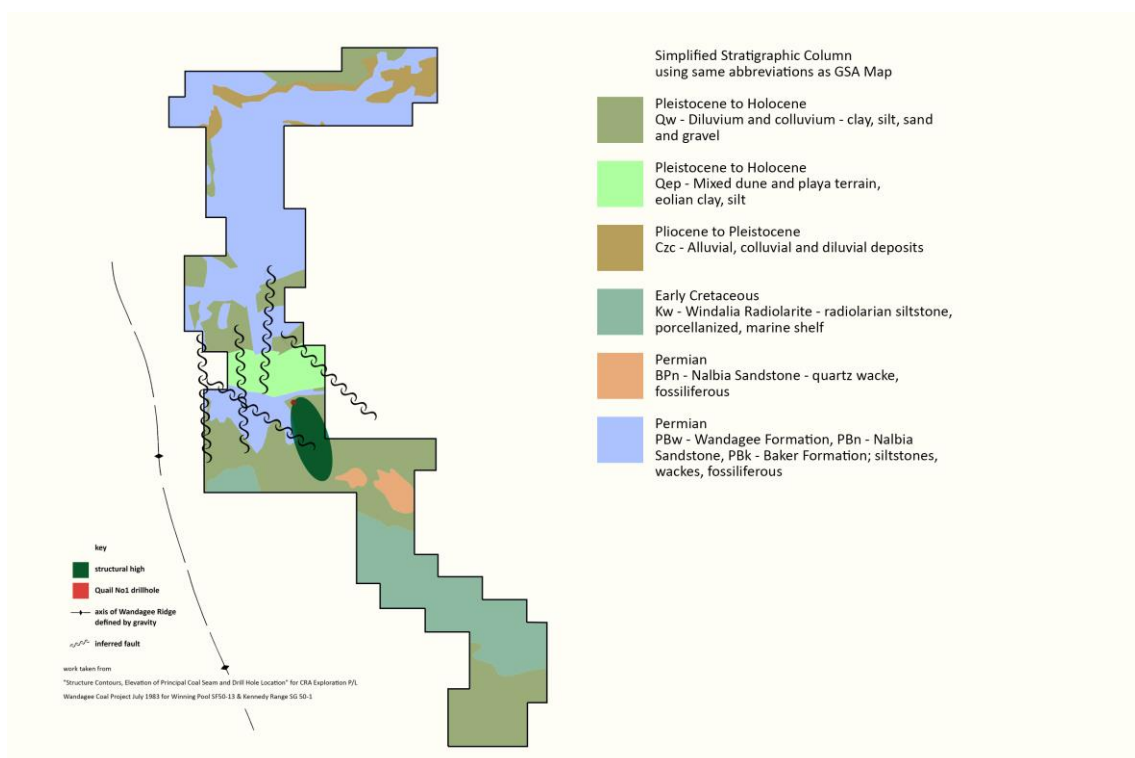 Simplified Stratigraphic Column
using same abbreviations as GSA Map
Pleistocene to Holocene
Qw - Diluvium and colluvium - clay, silt, sand
and gravel
Pleistocene to Holocene
Qep - Mixed dune and playa terrain,
eolian clay, silt
Pliocene to Pleistocene
Czc - Alluvial, colluvial and diluvial deposits
Early Cretaceous
Kw - Windalia Radiolarite - radiolarian siltstone,
porcellanized, marine shelf
Permian
BPn - Nalbia Sandstone - quartz wacke,
fossiliferous
Permian
PBw - Wandagee Formation, PBn - Nalbia
Sandstone, PBk - Baker Formation; siltstones,
wackes, fossiliferous
key
structural high
Quail No1 drillhole
axis of Wandagee Ridge
defined by gravity
inferred fault
work taken from
"Structure Contours, Elevation of Principal Coal Seam and Drill Hole Location" for CRA Exploration P/L
Wandagee Coal Project July 1983 for Winning Pool SF50-13 & Kennedy Range SG 50-1